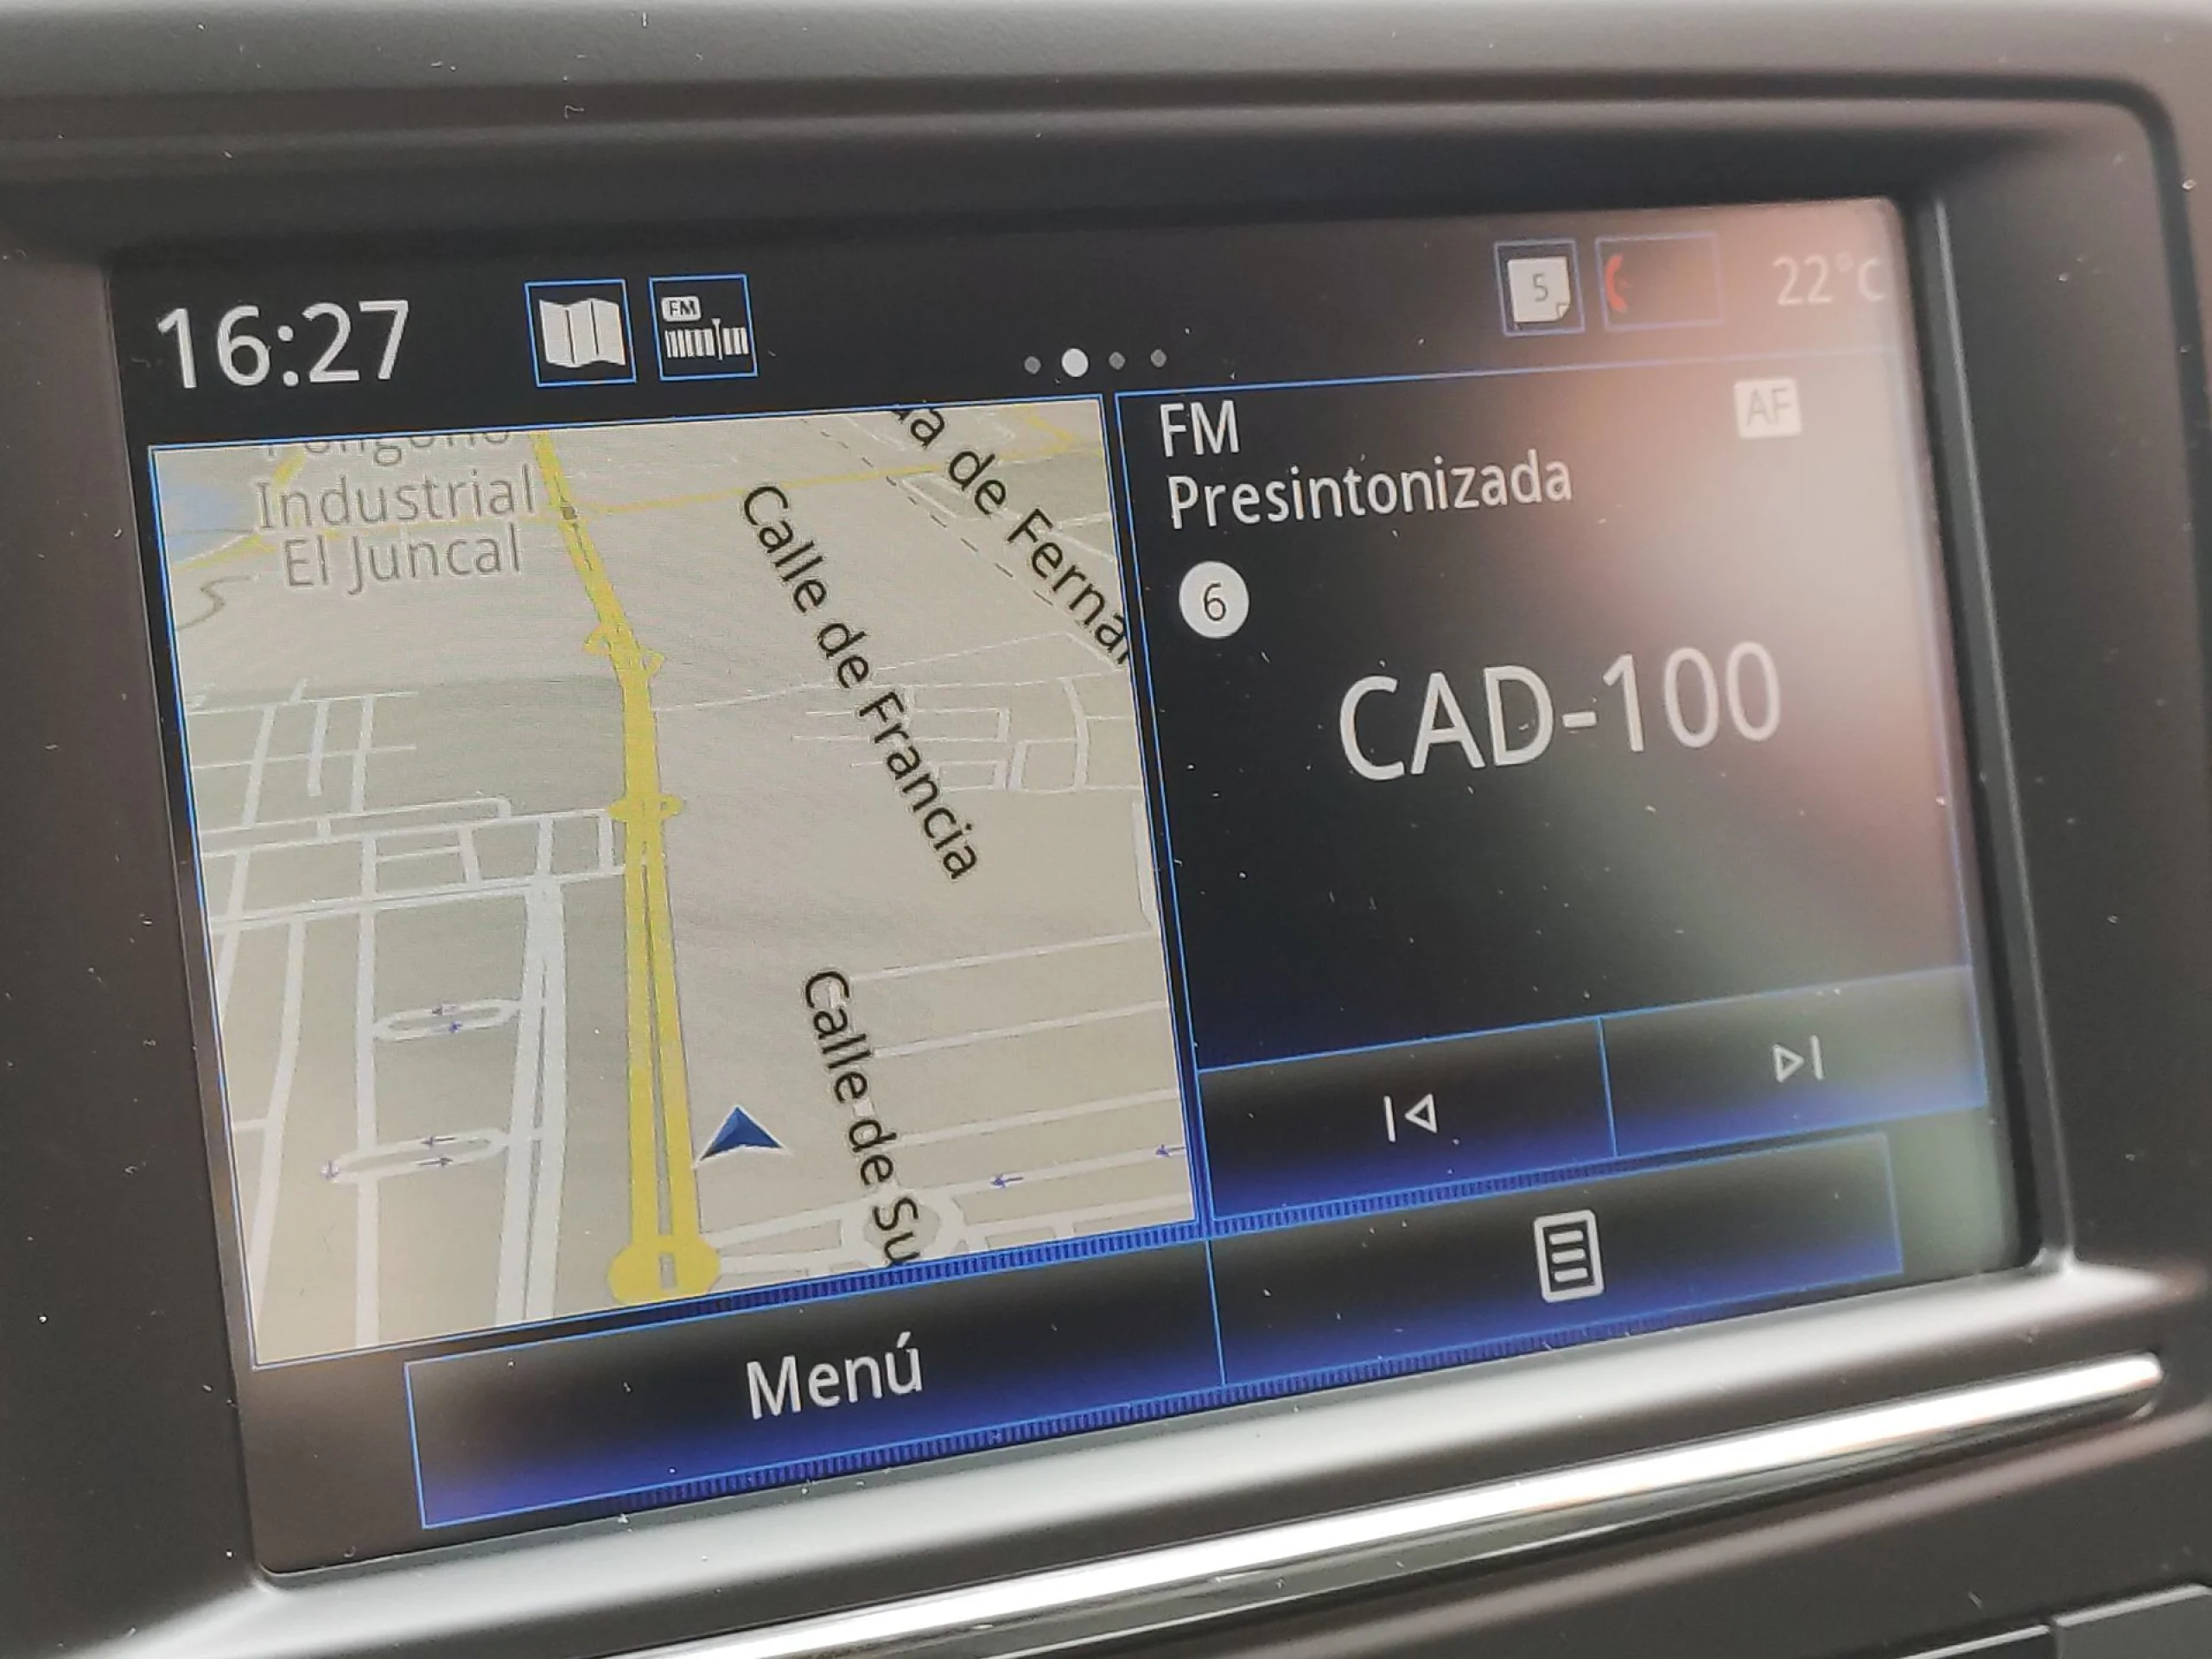 16:27
FM
5
22°C
FM
AF
Presintonizada
6
CAD-100
Industrial
El Juncal
Calle de Francia
de
Calle de
Menú